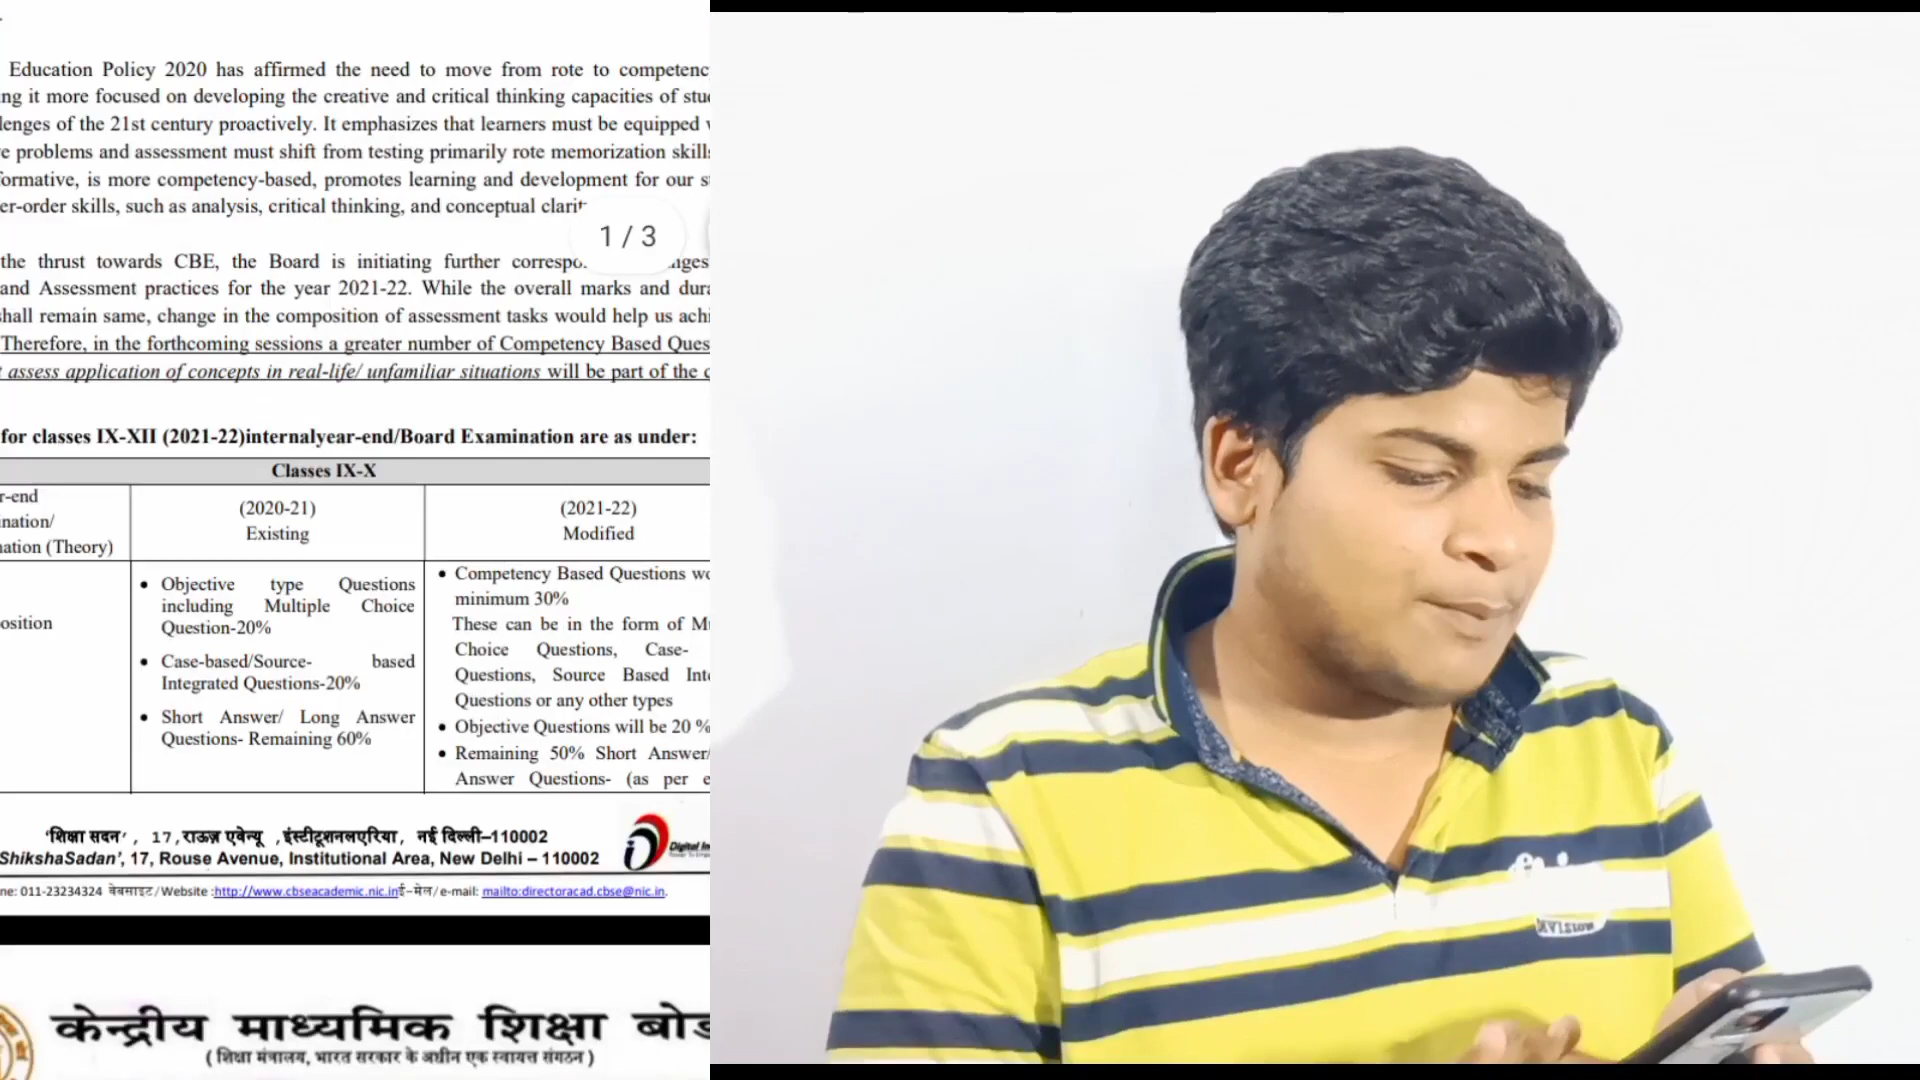 Education Policy 2020 has affirmed the need to move from rote to competenc
ng it more focused on developing the creative and critical thinking capacities of stu
lenges of the 21st century proactively. It emphasizes that learners must be equipped
e problems and assessment must shift from testing primarily rote memorization skill
ormative, is more competency-based, promotes learning and development for our s
er-order skills, such as analysis, critical thinking, and conceptual clarit
1 / 3
the thrust towards CBE, the Board is initiating further correspo nges
and Assessment practices for the year 2021-22. While the overall marks and dur
hall remain same, change in the composition of assessment tasks would help us achi
Therefore, in the forthcoming sessions a greater number of Competency Based Ques
t assess application of concepts in real-life/ unfamiliar situations will be part of the
for classes IX-XII (2021-22)internalyear-end/Board Examination are as under:
Classes IX-X
r-end
nation/
nation (Theory)
(2020-21)
Existing
(2021-22)
Modified
osition
• Objective type Questions
including Multiple Choice
Question-20%
• Case-based/Source- based
Integrated Questions-20%
• Short Answer/ Long Answer
Questions- Remaining 60%
• Competency Based Questions wo
minimum 30%
These can be in the form of M
Choice Questions, Case-
Questions, Source Based Int
Questions or any other types
• Objective Questions will be 20 %
• Remaining 50% Short Answer/
Answer Questions- (as per e
'शिक्षा सदन' , 17,राऊज़ एवेन्यू ,इंस्टीटूशनलएरिया, नई दिल्ली–110002
ShikshaSadan', 17, Rouse Avenue, Institutional Area, New Delhi – 110002
Digital In
ne: 011-23234324 वेबसाइट/Website :http://www.cbseacademic.nic.inई-मेल/e-mail: mailto:directoracad.cbse@nic.in.
केन्द्रीय माध्यमिक शिक्षा बोर्
( शिक्षा मंत्रालय, भारत सरकार के अधीन एक स्वायत्त संगठन )
DEVISION